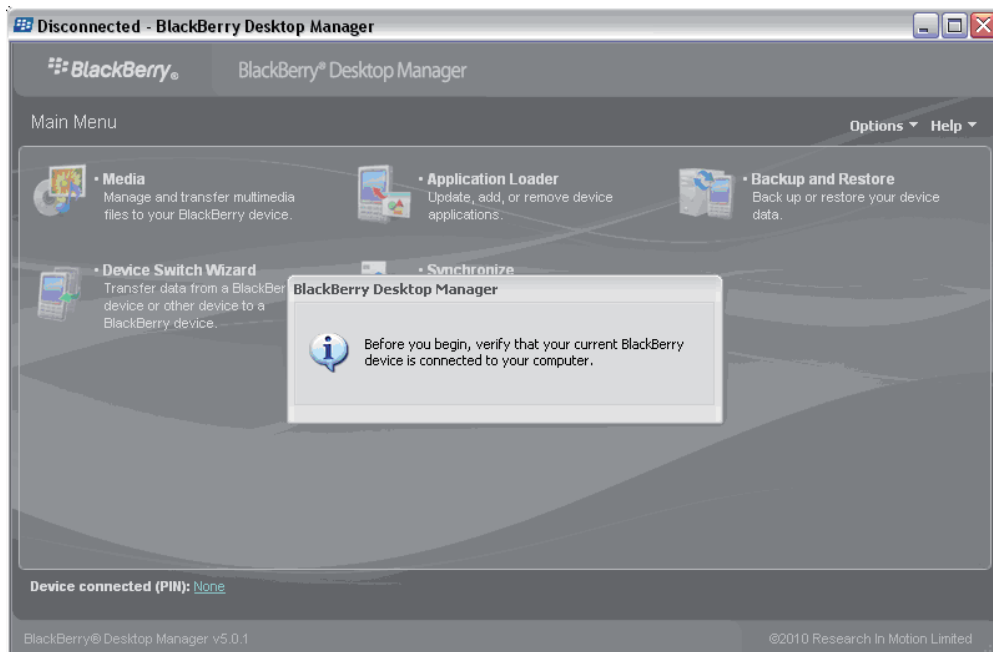 Disconnected - BlackBerry Desktop Manager
BlackBerry® BlackBerry® Desktop Manager
Main Menu
Options Help
· Media
Manage and transfer multimedia
files to your BlackBerry device.
· Application Loader
Update, add, or remove device
applications.
· Backup and Restore
Back up or restore your device
data.
· Device Switch Wizard
Transfer data from a BlackBer
device or other device to a
BlackBerry device.
· Synchronize
BlackBerry Desktop Manager
Before you begin, verify that your current BlackBerry
device is connected to your computer.
Device connected (PIN): None
BlackBerry® Desktop Manager v5.0.1
©2010 Research In Motion Limited